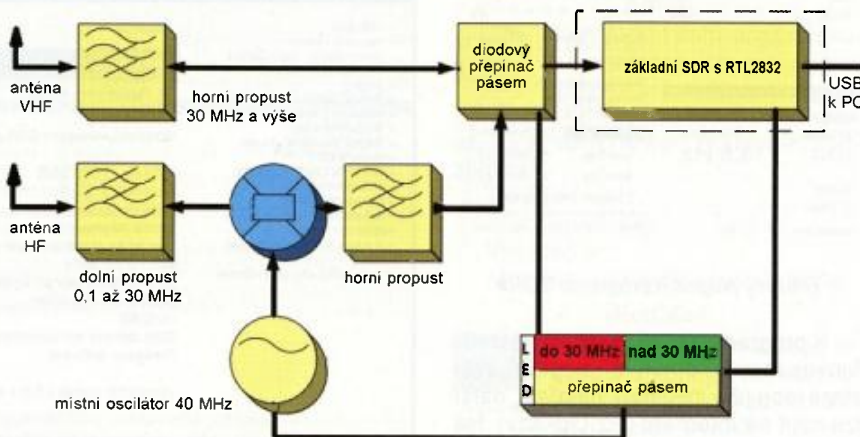 anténa
VHF
horní propust
30 MHz a výše
diodový
přepínač
pásem
základní SDR s RTL2832
USB
k PC
anténa
HF
dolní propust
0,1 až 30 MHz
horní propust
místní oscilátor 40 MHz
LED
do 30 MHz
nad 30 MHz
přepínač pásem